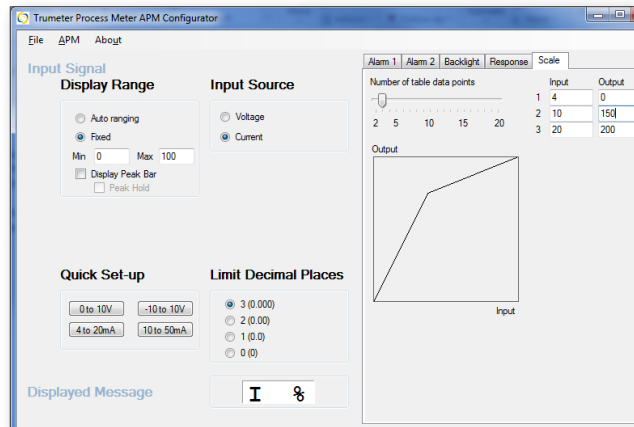 Trumeter Process Meter APM Configurator
File APM About
Input Signal
Display Range
Auto ranging
Fixed
Min 0 Max 100
Display Peak Bar
Peak Hold
Input Source
Voltage
Current
Quick Set-up
0 to 10V -10 to 10V
4 to 20mA 10 to 50mA
Limit Decimal Places
3 (0.000)
2 (0.00)
1 (0.0)
0 (0)
Displayed Message
I %
Alarm 1 Alarm 2 Backlight Response Scale
Number of table data points
2 5 10 15 20
Input Output
1 4 0
2 10 150
3 20 200
Output
Input